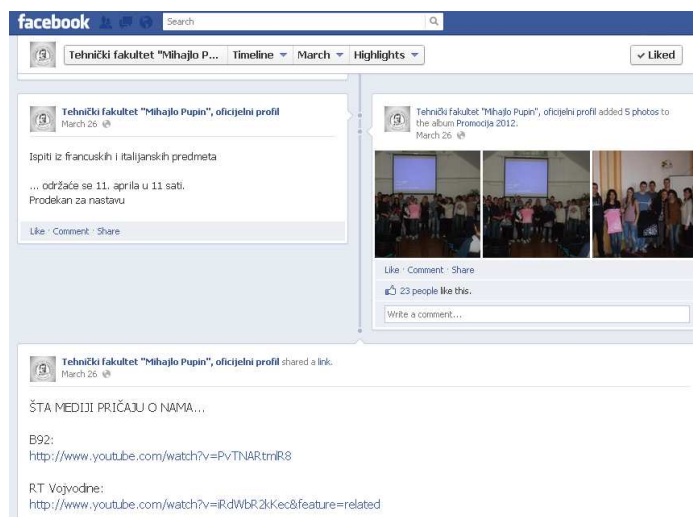 facebook
Search
Tehnički fakultet "Mihajlo P... Timeline March Highlights Liked
Tehnički fakultet "Mihajlo Pupin", oficijelni profil
March 26
Ispiti iz francuskih i italijanskih predmeta
... održaće se 11. aprila u 11 sati.
Prodekan za nastavu
Like · Comment · Share
Tehnički fakultet "Mihajlo Pupin", oficijelni profil added 5 photos to
the album Promocija 2012.
March 26
Like · Comment · Share
23 people like this.
Write a comment...
Tehnički fakultet "Mihajlo Pupin", oficijelni profil shared a link.
March 26
ŠTA MEDIJI PRIČAJU O NAMA...
B92:
http://www.youtube.com/watch?v=PvTNARtmlR8
RT Vojvodine:
http://www.youtube.com/watch?v=iRdWbR2kKec&feature=related